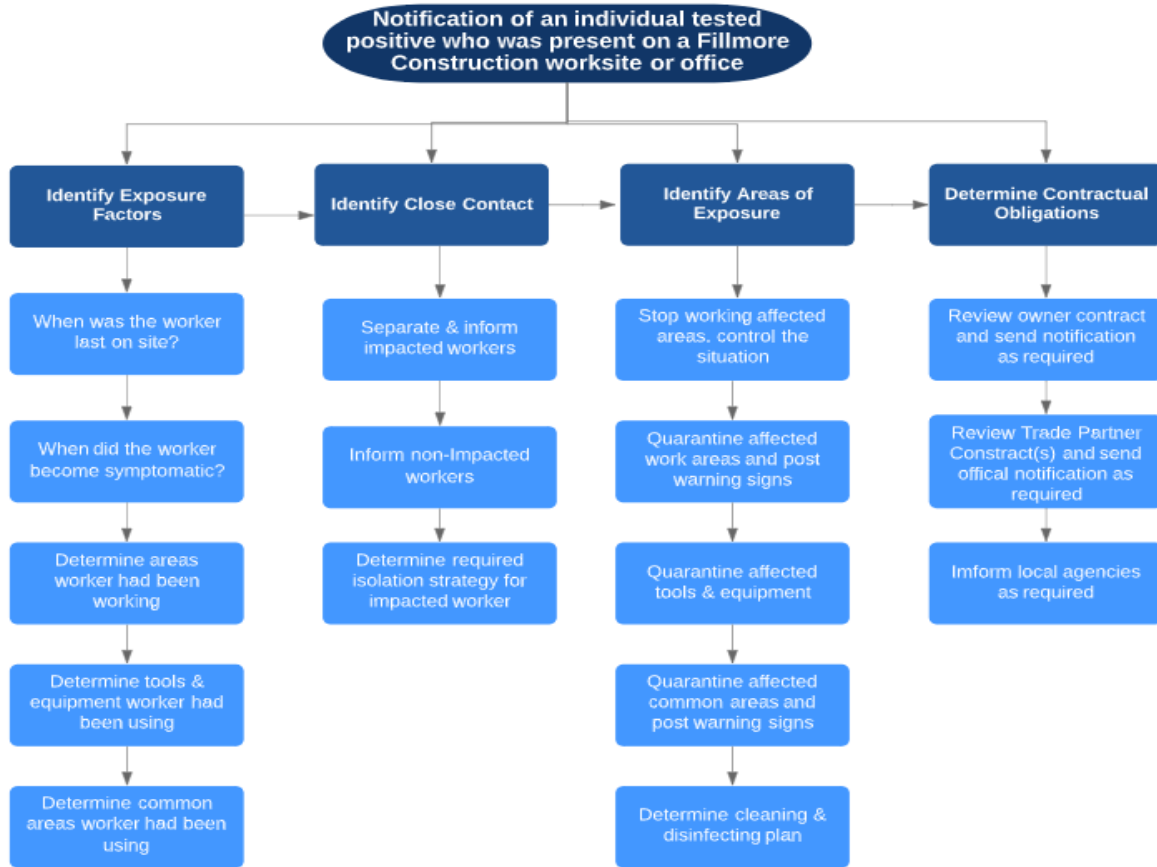 Notification of an individual tested
positive who was present on a Fillmore
Construction worksite or office
Identify Exposure
Factors
Identify Close Contact
Identify Areas of
Exposure
Determine Contractual
Obligations
When was the worker
last on site?
When did the worker
become symptomatic?
Determine areas
worker had been
working
Determine tools &
equipment worker had
been using
Determine common
areas worker had been
using
Separate & inform
impacted workers
Inform non-Impacted
workers
Determine required
isolation strategy for
impacted worker
Stop working affected
areas. control the
situation
Quarantine affected
work areas and post
warning signs
Quarantine affected
tools & equipment
Quarantine affected
common areas and
post warning signs
Determine cleaning &
disinfecting plan
Review owner contract
and send notification
as required
Review Trade Partner
Constract(s) and send
offical notification as
required
Imform local agencies
as required